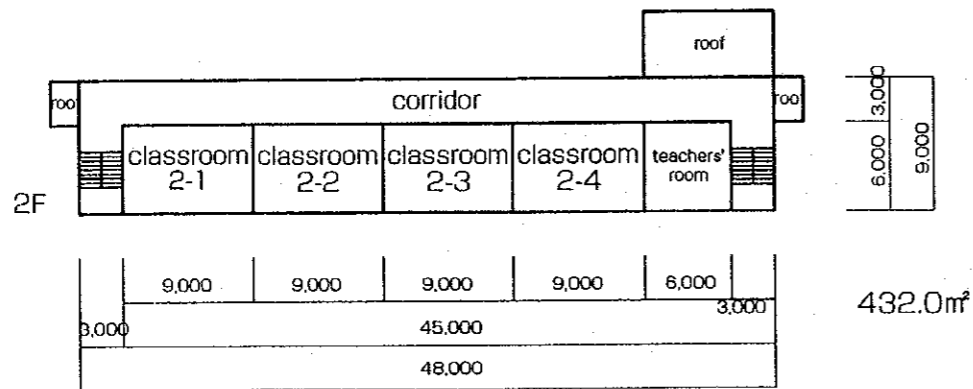 roof
roo
corridor
roo
classroom
2-1
classroom
2-2
classroom
2-3
classroom
2-4
teachers'
room
2F
3,000
6,000
9,000
9,000
9,000
9,000
9,000
6,000
3,000
3,000
45,000
48,000
432.0㎡